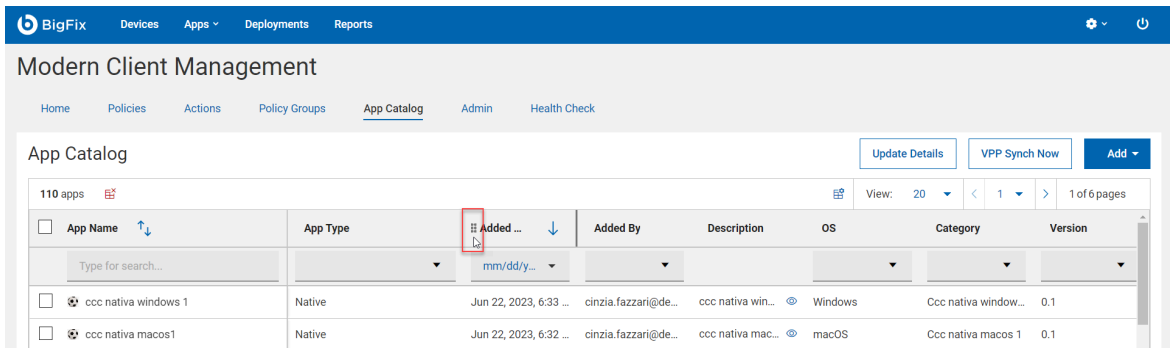 BigFix Devices Apps Deployments Reports
Modern Client Management
Home Policies Actions Policy Groups App Catalog Admin Health Check
App Catalog Update Details VPP Synch Now Add
110 apps View: 20 1 1 of 6 pages
App Name App Type Added ... Added By Description OS Category Version
Type for search... mm/dd/y...
ccc nativa windows 1 Native Jun 22, 2023, 6:33 ... cinzia.fazzari@de... ccc nativa win... Windows Ccc nativa window... 0.1
ccc nativa macos1 Native Jun 22, 2023, 6:32 ... cinzia.fazzari@de... ccc nativa mac... macOS Ccc nativa macos 1 0.1